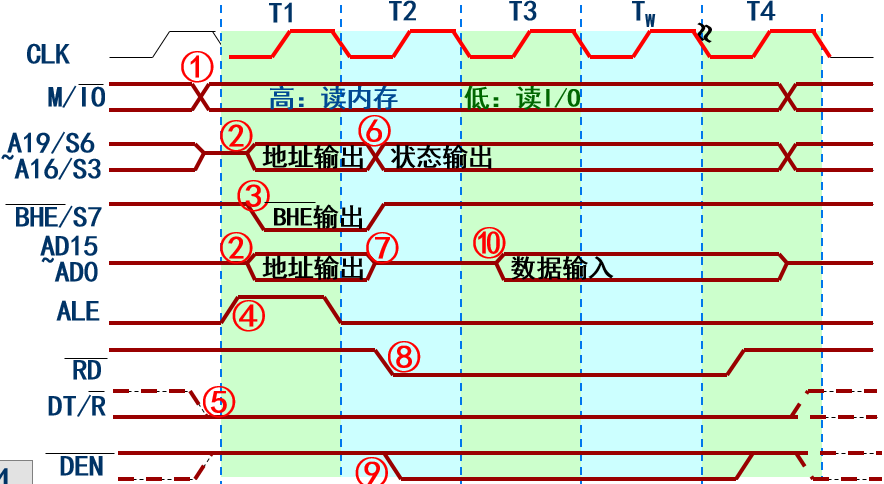 T1 T2 T3 TW T4
CLK
①
M/IO 高：读内存 低：读I/O
A19/S6 ② ⑥
地址输出 状态输出
~A16/S3
③
BHE/S7 BHE输出
AD15 ② ⑦ ⑩
~AD0 地址输出 数据输入
ALE ④
RD ⑧
DT/R ⑤
DEN ⑨